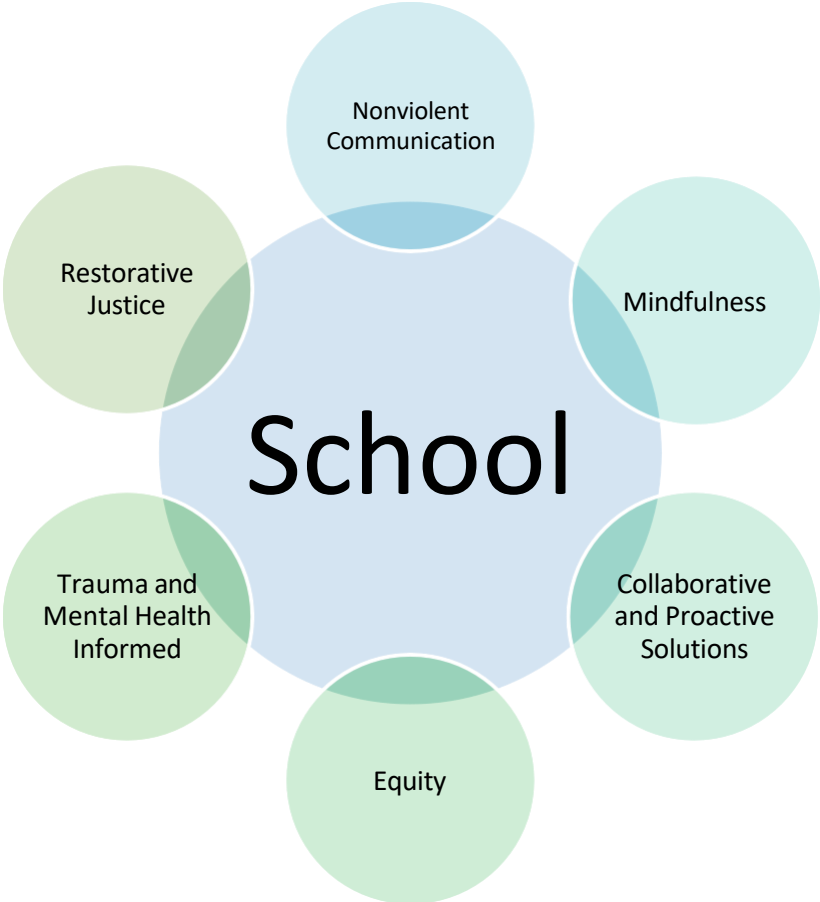 Nonviolent
Communication
Restorative
Justice
Mindfulness
School
Trauma and
Mental Health
Informed
Collaborative
and Proactive
Solutions
Equity